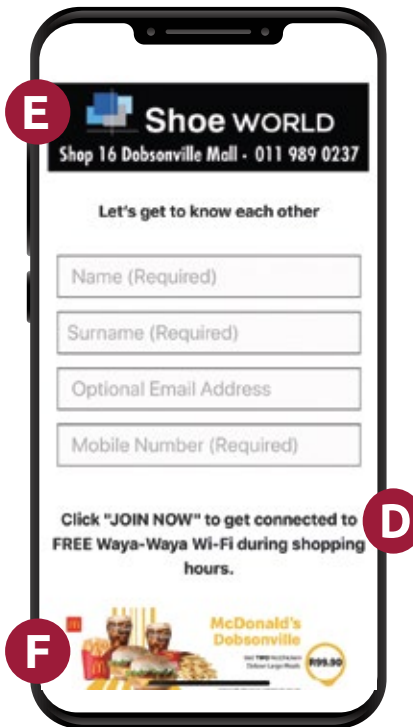 E
Shoe WORLD
Shop 16 Dobsonville Mall - 011 989 0237
Let's get to know each other
Name (Required)
Surname (Required)
Optional Email Address
Mobile Number (Required)
Click "JOIN NOW" to get connected to
D
FREE Waya-Waya Wi-Fi during shopping
hours.
McDonald's
Dobsonville
F
R99.90